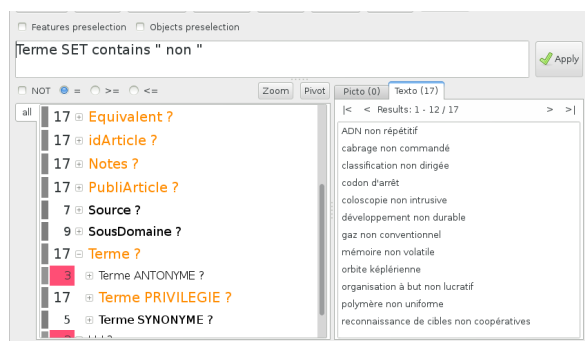 Features preselection Objects preselection
Terme SET contains " non "
Apply
NOT = >= <=
Zoom Pivot
Picto (0) Texto (17)
all
17 Equivalent ?
17 idArticle ?
17 Notes ?
17 PubliArticle ?
7 Source ?
9 SousDomaine ?
17 Terme ?
3 Terme ANTONYME ?
17 Terme PRIVILEGIE ?
5 Terme SYNONYME ?
|< < Results: 1 - 12 / 17 > >|
ADN non répétitif
cabrage non commandé
classification non dirigée
codon d'arrêt
coloscopie non intrusive
développement non durable
gaz non conventionnel
mémoire non volatile
orbite képlérienne
organisation à but non lucratif
polymère non uniforme
reconnaissance de cibles non coopératives